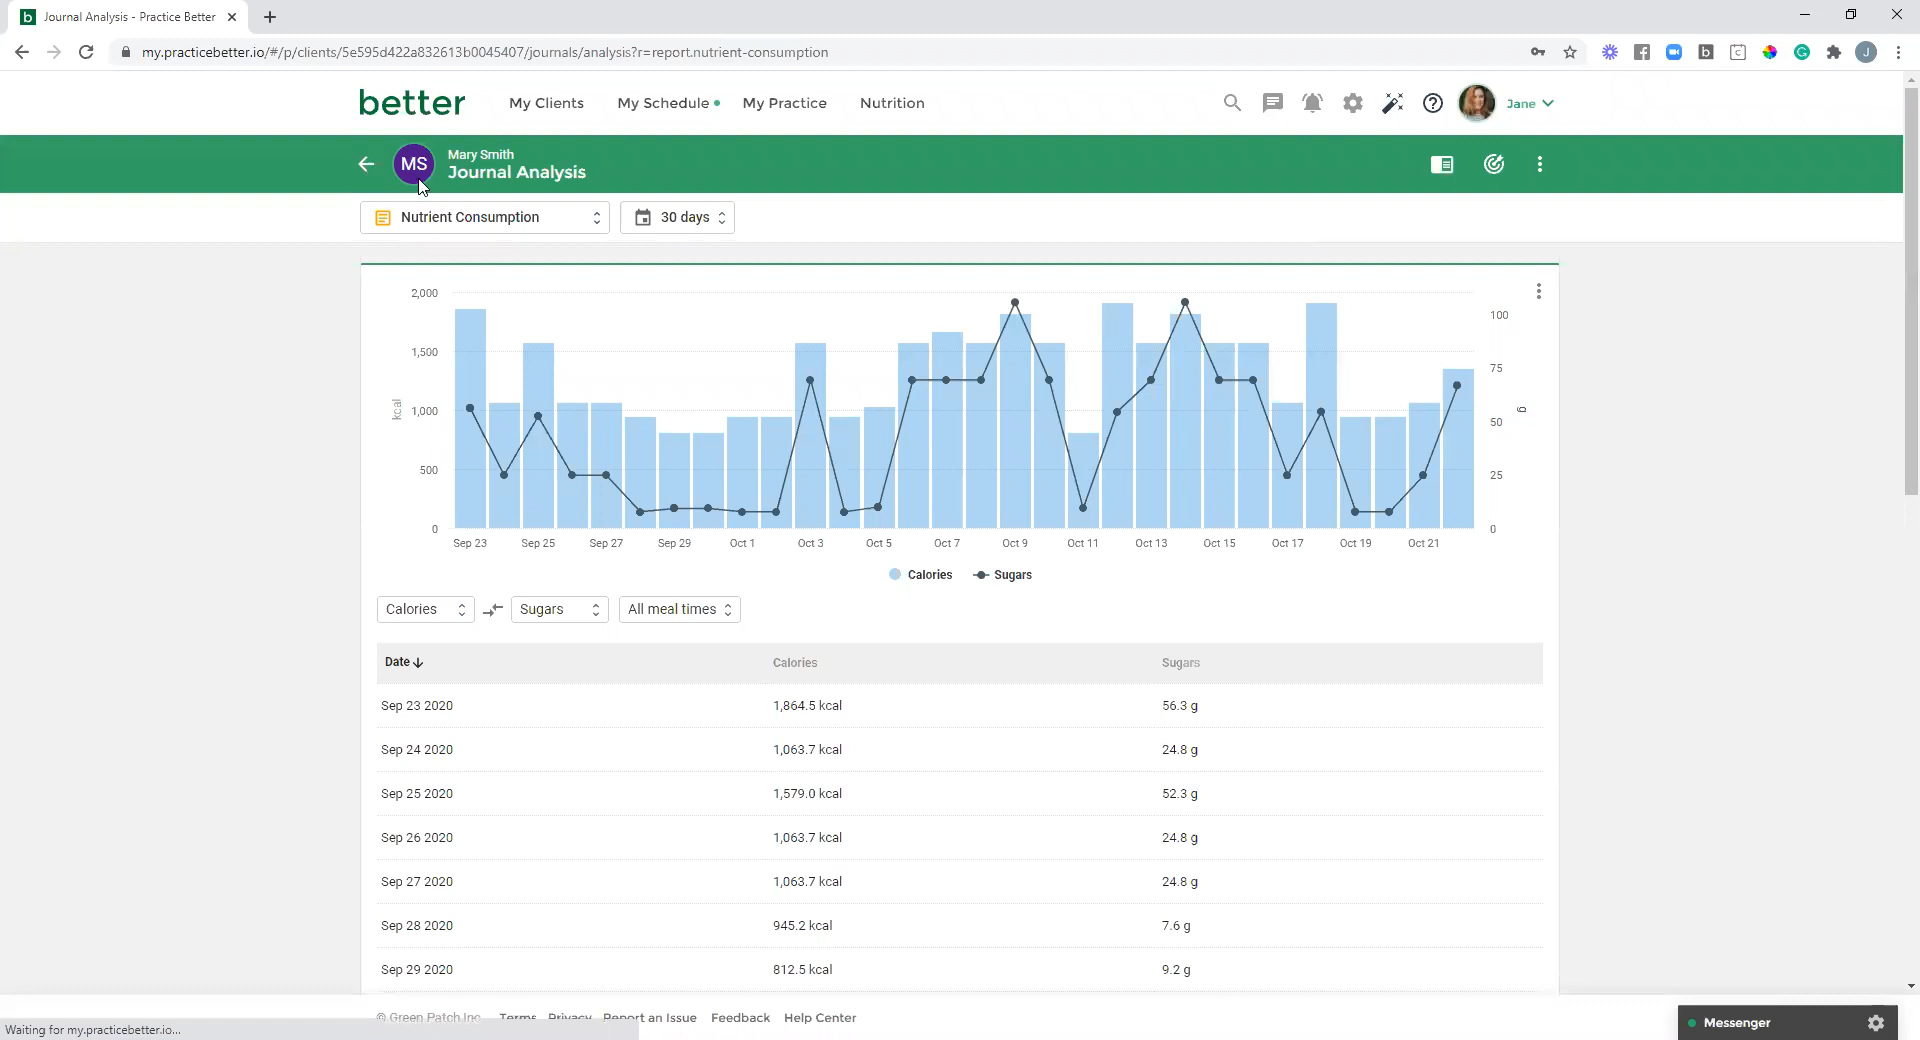 Journal Analysis - Practice Better
my.practicebetter.io/#/p/clients/5e595d422a832613b0045407/journals/analysis?r=report.nutrient-consumption
better My Clients My Schedule My Practice Nutrition Jane
MS Mary Smith
Journal Analysis
Nutrient Consumption 30 days
2,000
1,500
1,000
500
0
kcal
100
75
50
25
0
g
Sep 23 Sep 25 Sep 27 Sep 29 Oct 1 Oct 3 Oct 5 Oct 7 Oct 9 Oct 11 Oct 13 Oct 15 Oct 17 Oct 19 Oct 21
Calories Sugars
Calories Sugars All meal times
Date Calories Sugars
Sep 23 2020 1,864.5 kcal 56.3 g
Sep 24 2020 1,063.7 kcal 24.8 g
Sep 25 2020 1,579.0 kcal 52.3 g
Sep 26 2020 1,063.7 kcal 24.8 g
Sep 27 2020 1,063.7 kcal 24.8 g
Sep 28 2020 945.2 kcal 7.6 g
Sep 29 2020 812.5 kcal 9.2 g
© Green Patch Inc. Terms Privacy Report an Issue Feedback Help Center
Waiting for my.practicebetter.io...
Messenger